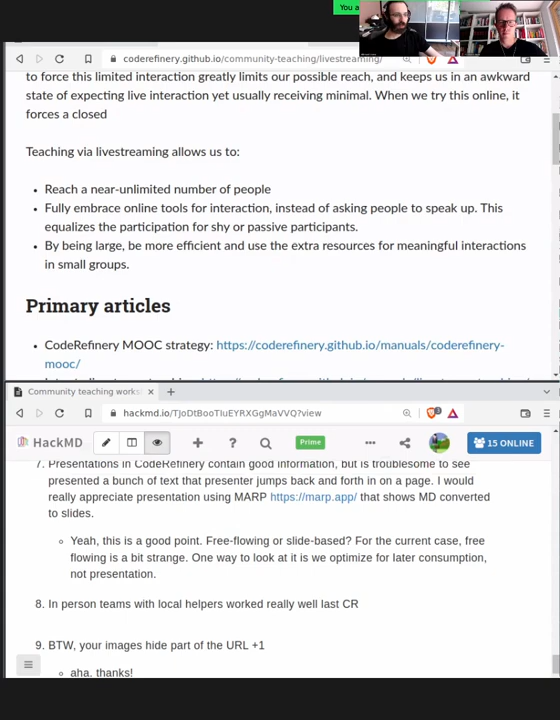 You a
coderefinery.github.io/community-teaching/livestreaming/
to force this limited interaction greatly limits our possible reach, and keeps us in an awkward
state of expecting live interaction yet usually receiving minimal. When we try this online, it
forces a closed
Teaching via livestreaming allows us to:
• Reach a near-unlimited number of people
• Fully embrace online tools for interaction, instead of asking people to speak up. This
equalizes the participation for shy or passive participants.
• By being large, be more efficient and use the extra resources for meaningful interactions
in small groups.
Primary articles
• CodeRefinery MOOC strategy: https://coderefinery.github.io/manuals/coderefinery-
mooc/
Community teaching works
hackmd.io/TJoDtBooTIuEYRXGgMaVVQ?view
HackMD
Prime
15 ONLINE
7. Presentations in CodeRefinery contain good information, but is troublesome to see
presented a bunch of text that presenter jumps back and forth in on a page. I would
really appreciate presentation using MARP https://marp.app/ that shows MD converted
to slides.
Yeah, this is a good point. Free-flowing or slide-based? For the current case, free
flowing is a bit strange. One way to look at it is we optimize for later consumption,
not presentation.
8. In person teams with local helpers worked really well last CR
9. BTW, your images hide part of the URL +1
aha, thanks!